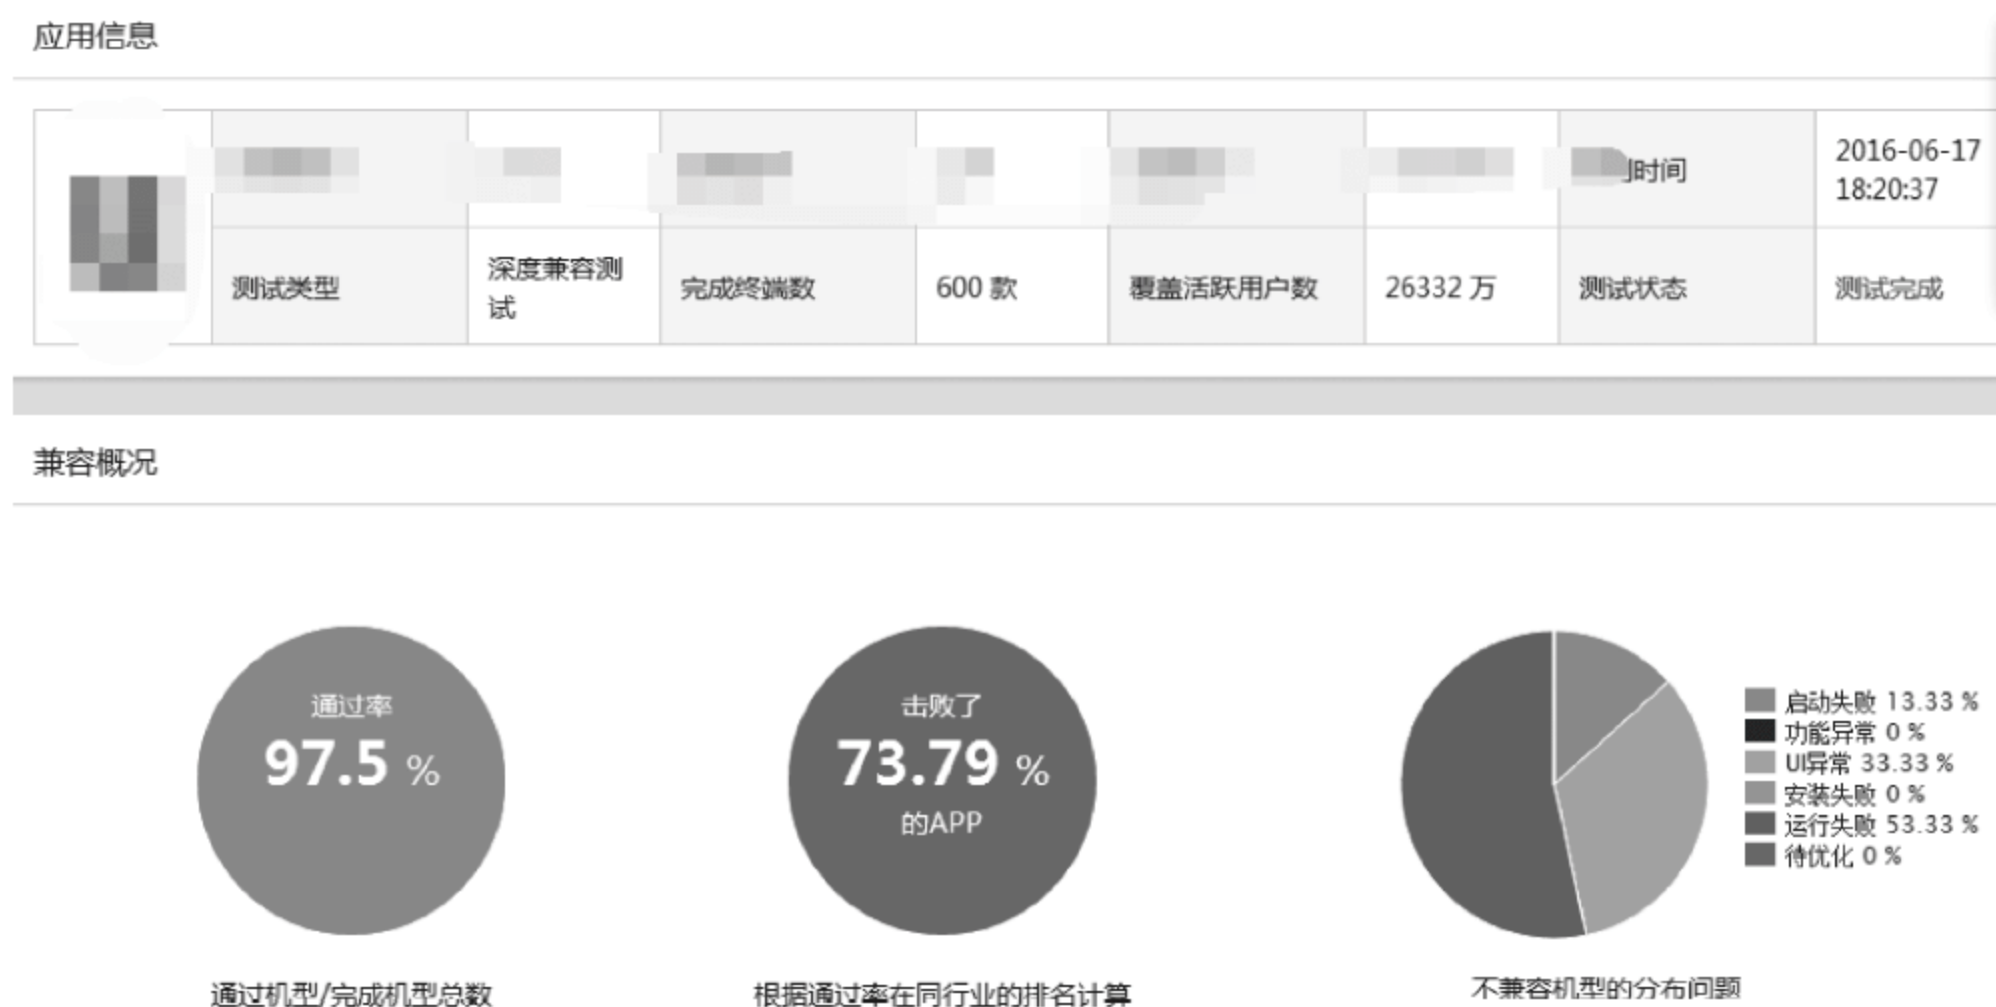 应用信息
时间
2016-06-17
18:20:37
测试类型
深度兼容测
试
完成终端数
600 款
覆盖活跃用户数
26332 万
测试状态
测试完成
兼容概况
通过率
97.5 %
通过机型/完成机型总数
击败了
73.79 %
的APP
根据通过率在同行业的排名计算
启动失败 13.33 %
功能异常 0 %
UI异常 33.33 %
安装失败 0 %
运行失败 53.33 %
待优化 0 %
不兼容机型的分布问题